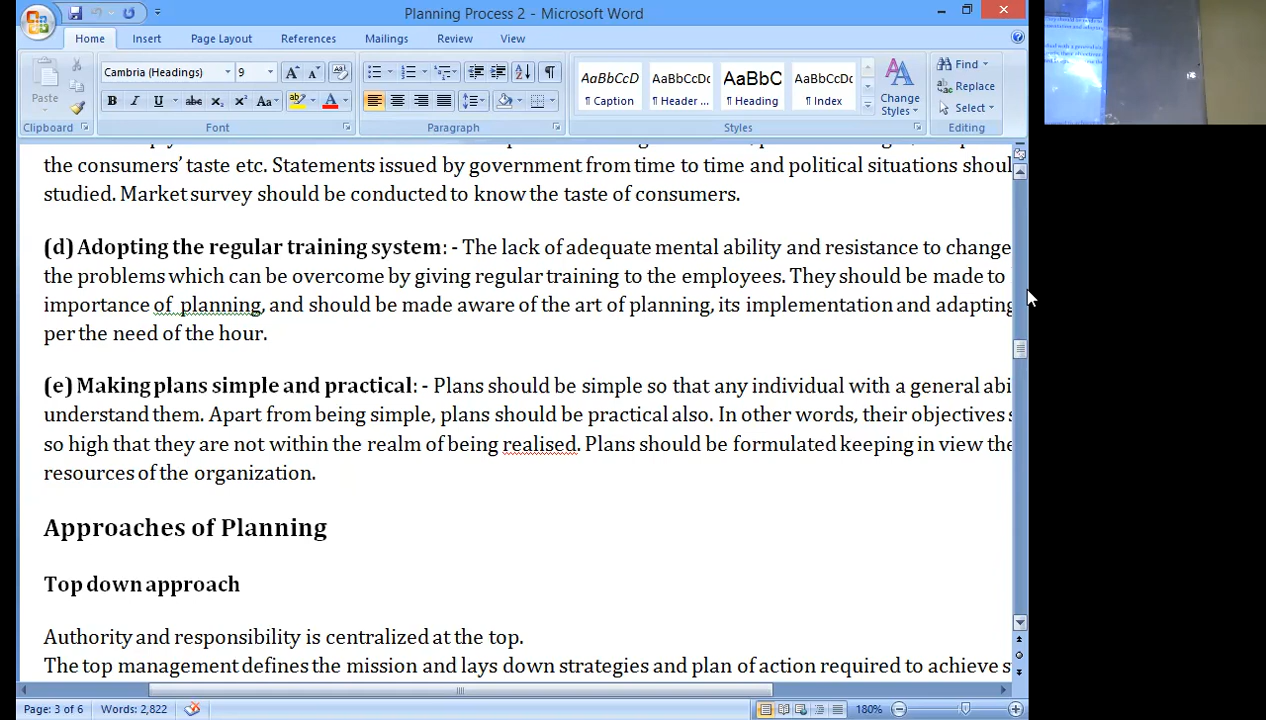 Planning Process 2 - Microsoft Word
Home Insert Page Layout References Mailings Review View
Paste
Cambria (Headings) 9
AaBbCcD AaBbCcDc AaBbC AaBbCcDc
¶ Caption ¶ Header ... ¶ Heading ¶ Index
Change Styles
Find
Replace
Select
Clipboard Font Paragraph Styles Editing
the consumers' taste etc. Statements issued by government from time to time and political situations
studied. Market survey should be conducted to know the taste of consumers.
(d) Adopting the regular training system: - The lack of adequate mental ability and resistance to change
the problems which can be overcome by giving regular training to the employees. They should be made to
importance of planning, and should be made aware of the art of planning, its implementation and adapting
per the need of the hour.
(e) Making plans simple and practical: - Plans should be simple so that any individual with a general abi
understand them. Apart from being simple, plans should be practical also. In other words, their objectives
so high that they are not within the realm of being realised. Plans should be formulated keeping in view the
resources of the organization.
Approaches of Planning
Top down approach
Authority and responsibility is centralized at the top.
The top management defines the mission and lays down strategies and plan of action required to achieve s
Page: 3 of 6 Words: 2,822 180%